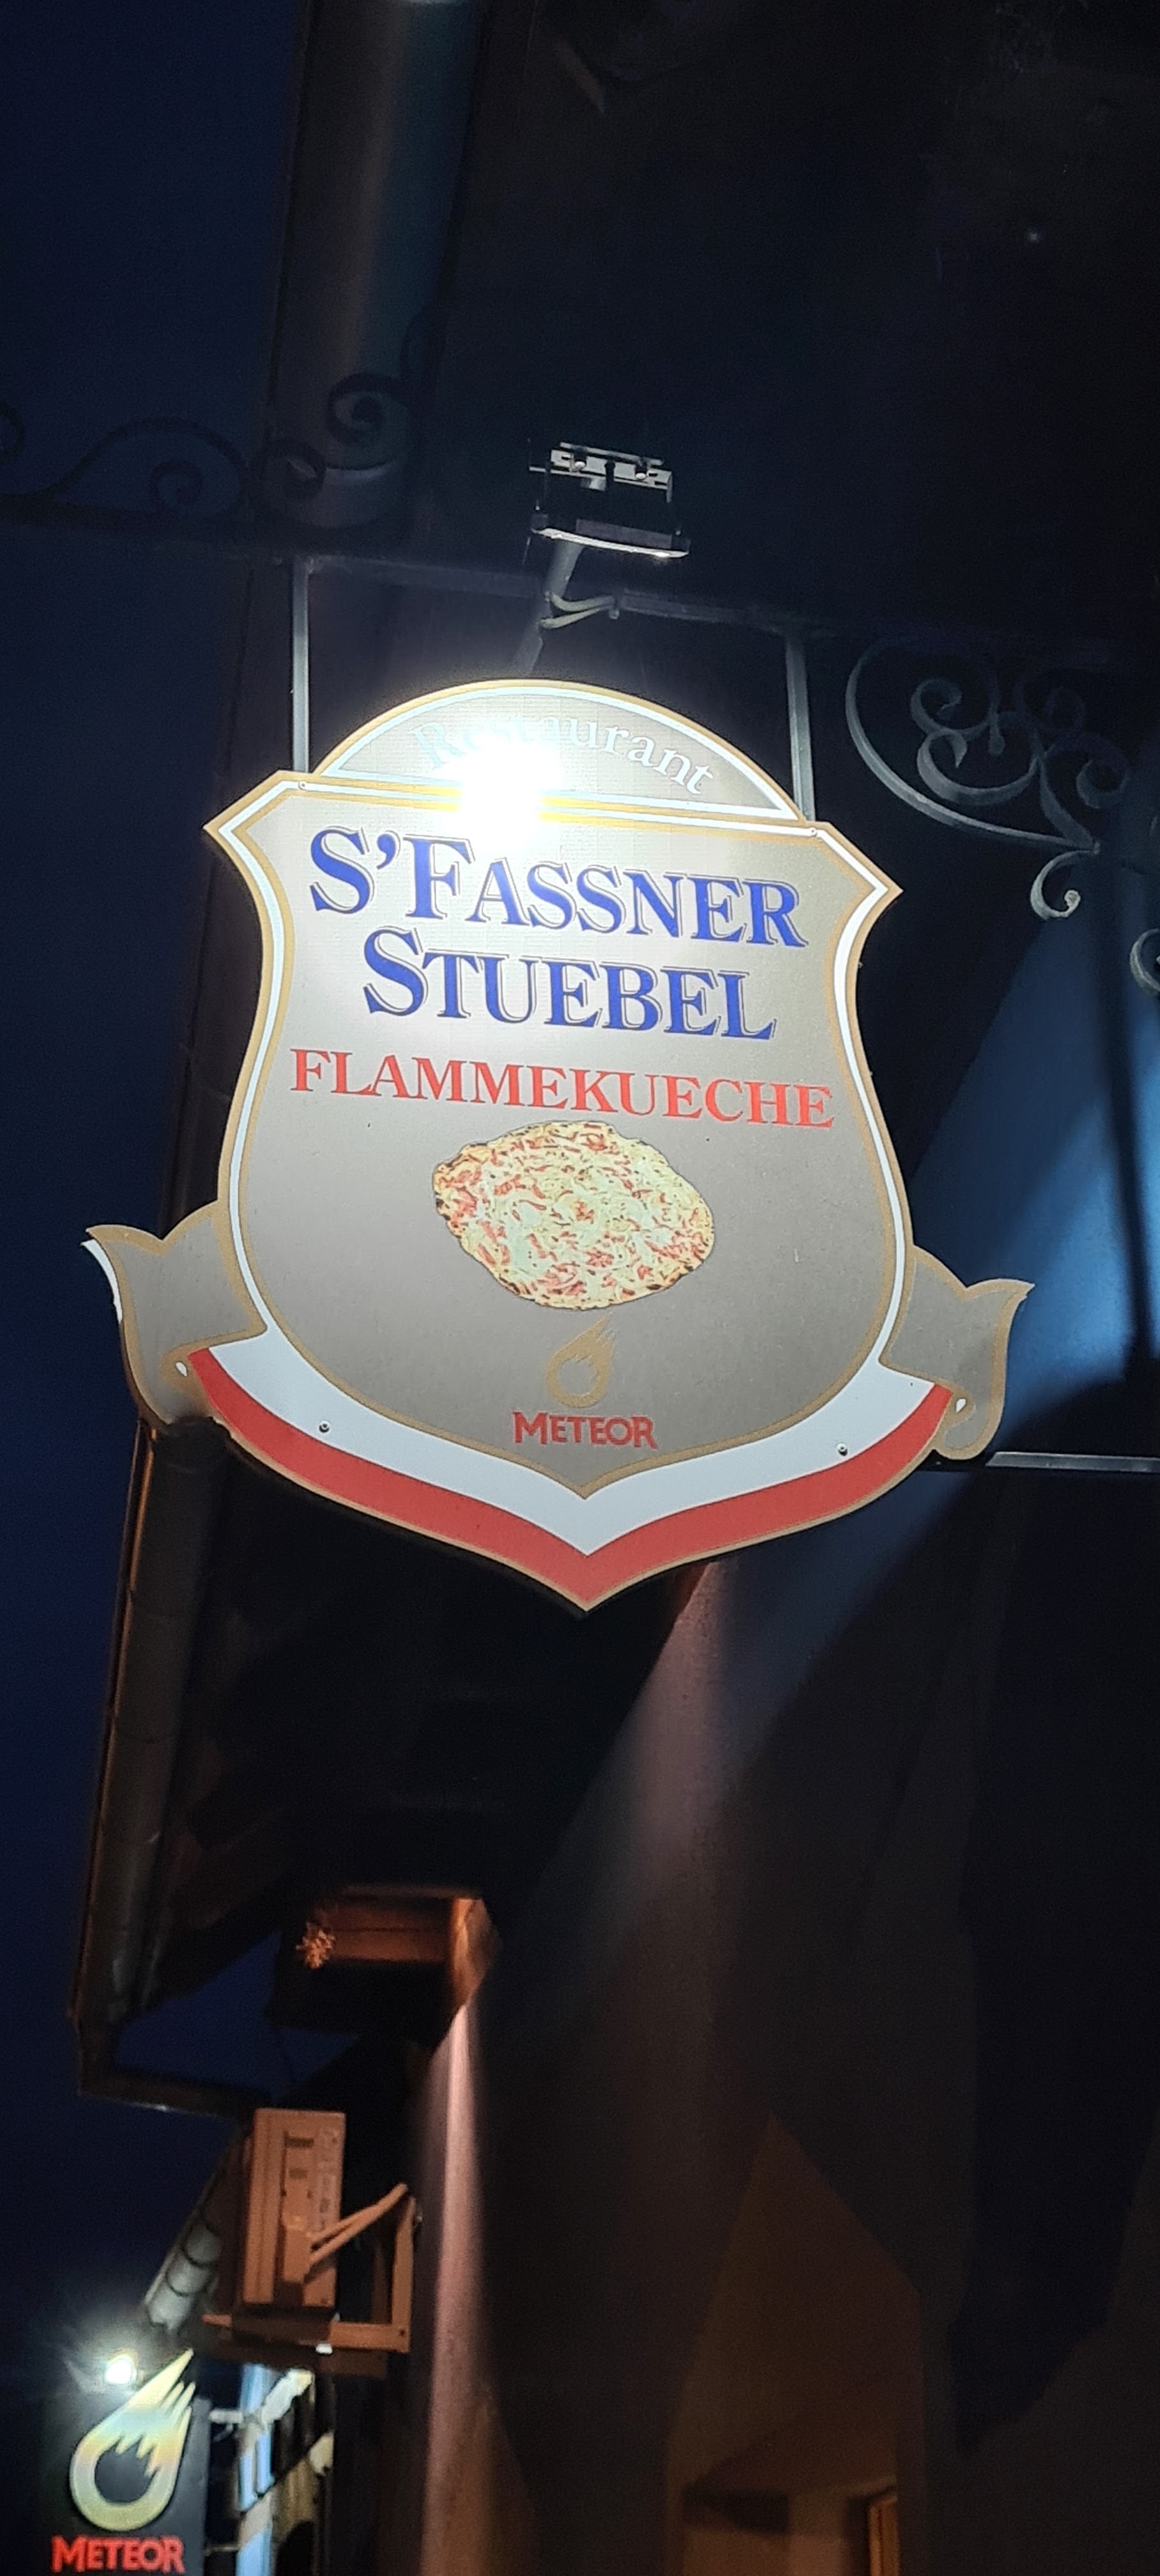 Restaurant
S'FASSNER
STUEBEL
FLAMMEKUECHE
METEOR
METEOR